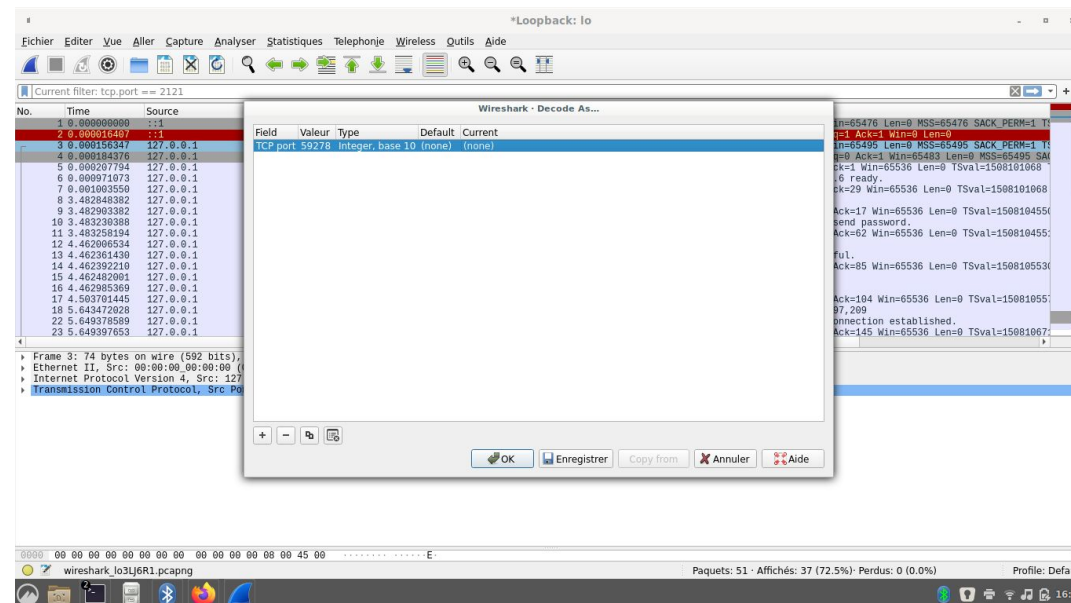 *Loopback: lo
Fichier Editer Vue Aller Capture Analyser Statistiques Telephonie Wireless Outils Aide
Current filter: tcp.port == 2121
No. Time Source
1 0.000000000 ::1 in=65476 Len=0 MSS=65476 SACK_PERM=1 TS
2 0.000016407 ::1 q=1 Ack=1 Win=0 Len=0
3 0.000156347 127.0.0.1 in=65495 Len=0 MSS=65495 SACK_PERM=1 TS
4 0.000184376 127.0.0.1 q=0 Ack=1 Win=65483 Len=0 MSS=65495 SA
5 0.000207794 127.0.0.1 ck=1 Win=65536 Len=0 TSval=1508101068
6 0.000971073 127.0.0.1 .6 ready.
7 0.001003550 127.0.0.1 ck=29 Win=65536 Len=0 TSval=1508101068
8 3.482848382 127.0.0.1
9 3.482903382 127.0.0.1 Ack=17 Win=65536 Len=0 TSval=150810455
10 3.483230388 127.0.0.1 send password.
11 3.483258194 127.0.0.1 Ack=62 Win=65536 Len=0 TSval=150810455
12 4.462006534 127.0.0.1
13 4.462361430 127.0.0.1 ful.
14 4.462392210 127.0.0.1 Ack=85 Win=65536 Len=0 TSval=150810553
15 4.462482001 127.0.0.1
16 4.462985369 127.0.0.1
17 4.503701445 127.0.0.1 Ack=104 Win=65536 Len=0 TSval=15081055
18 5.643472028 127.0.0.1 97,209
22 5.649378589 127.0.0.1 onnection established.
23 5.649397653 127.0.0.1 Ack=145 Win=65536 Len=0 TSval=15081067
Wireshark · Decode As...
Field Valeur Type Default Current
TCP port 59278 Integer, base 10 (none) (none)
OK Enregistrer Copy from Annuler Aide
Frame 3: 74 bytes on wire (592 bits),
Ethernet II, Src: 00:00:00_00:00:00 (
Internet Protocol Version 4, Src: 127
Transmission Control Protocol, Src Po
0000 00 00 00 00 00 00 00 00 00 00 00 00 08 00 45 00 ········ ······E·
wireshark_lo3LJ6R1.pcapng Paquets: 51 · Affichés: 37 (72.5%)· Perdus: 0 (0.0%) Profile: Defa
2 16: